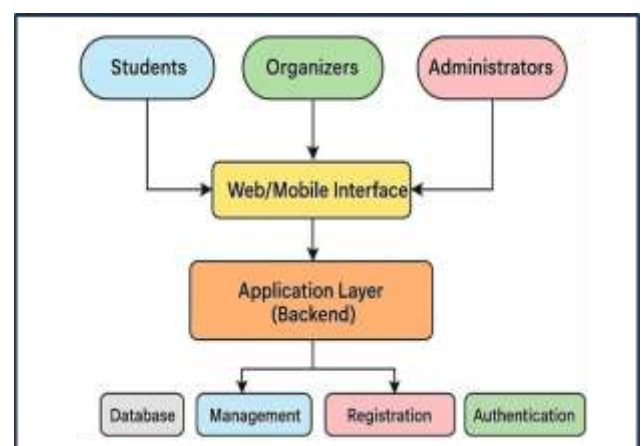 Students
Organizers
Administrators
Web/Mobile Interface
Application Layer
(Backend)
Database
Management
Registration
Authentication